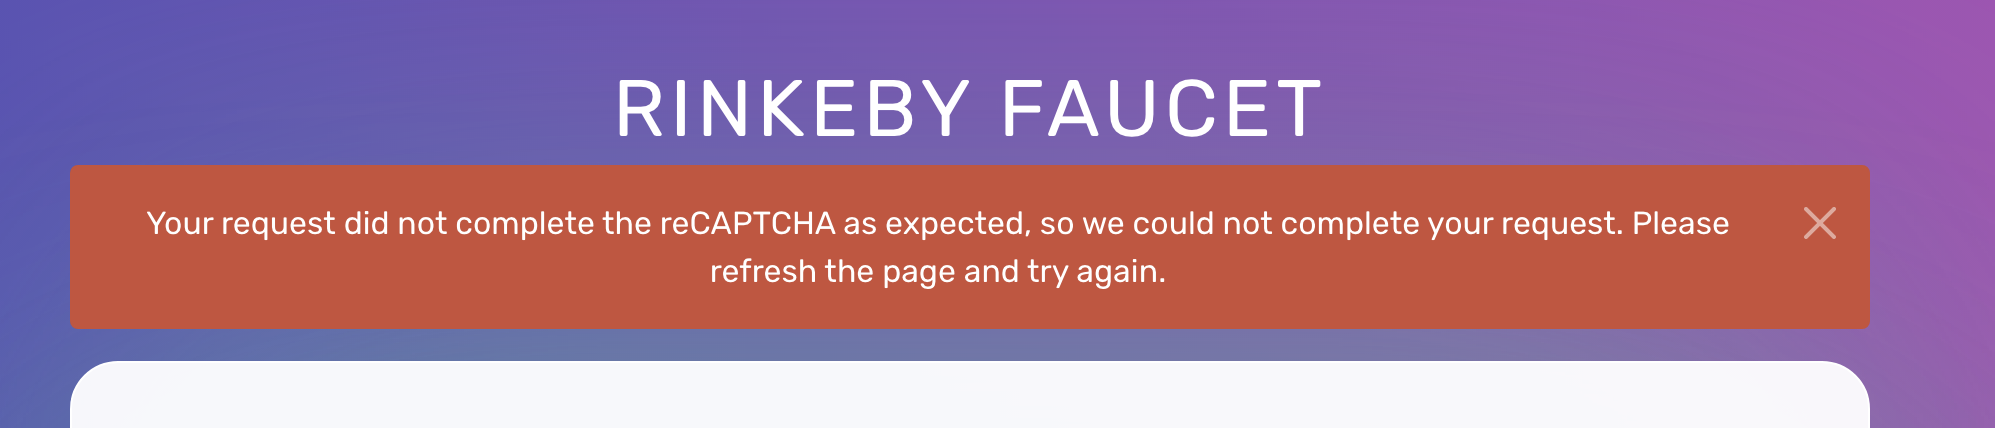 RINKEBY FAUCET
Your request did not complete the reCAPTCHA as expected, so we could not complete your request. Please
refresh the page and try again.